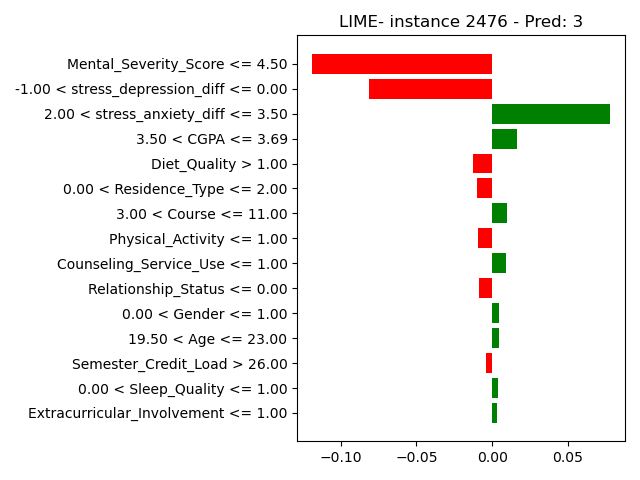 LIME- instance 2476 - Pred: 3
Mental_Severity_Score <= 4.50
-1.00 < stress_depression_diff <= 0.00
2.00 < stress_anxiety_diff <= 3.50
3.50 < CGPA <= 3.69
Diet_Quality > 1.00
0.00 < Residence_Type <= 2.00
3.00 < Course <= 11.00
Physical_Activity <= 1.00
Counseling_Service_Use <= 1.00
Relationship_Status <= 0.00
0.00 < Gender <= 1.00
19.50 < Age <= 23.00
Semester_Credit_Load > 26.00
0.00 < Sleep_Quality <= 1.00
Extracurricular_Involvement <= 1.00
−0.10 −0.05 0.00 0.05